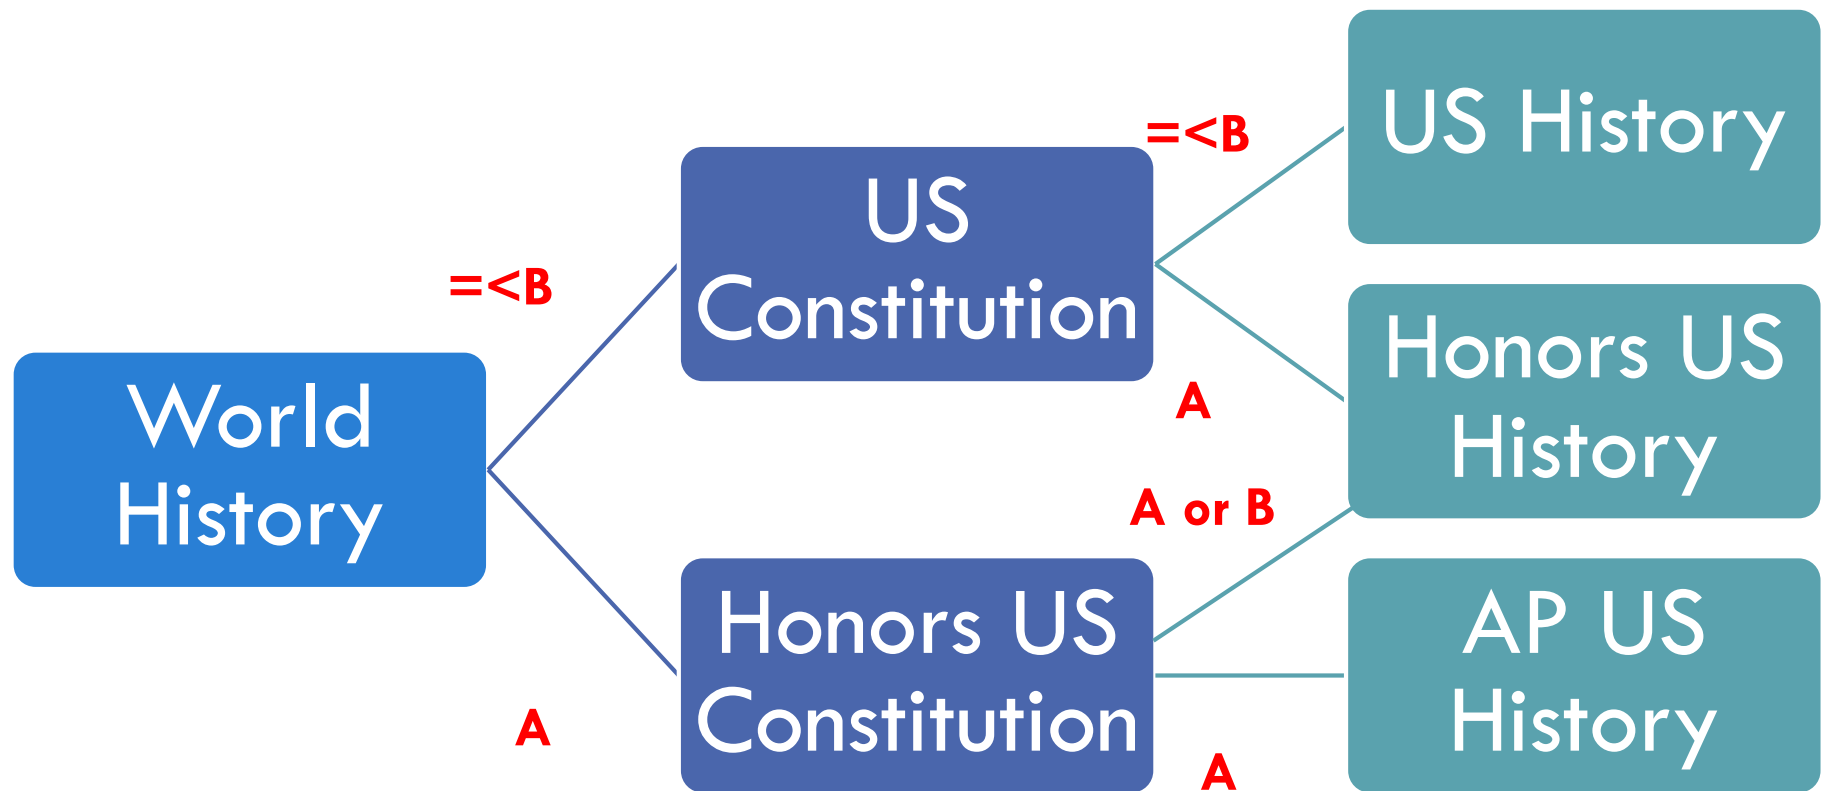 World
History
=<B
A
US
Constitution
Honors US
Constitution
=<B
A
A or B
A
US History
Honors US
History
AP US
History